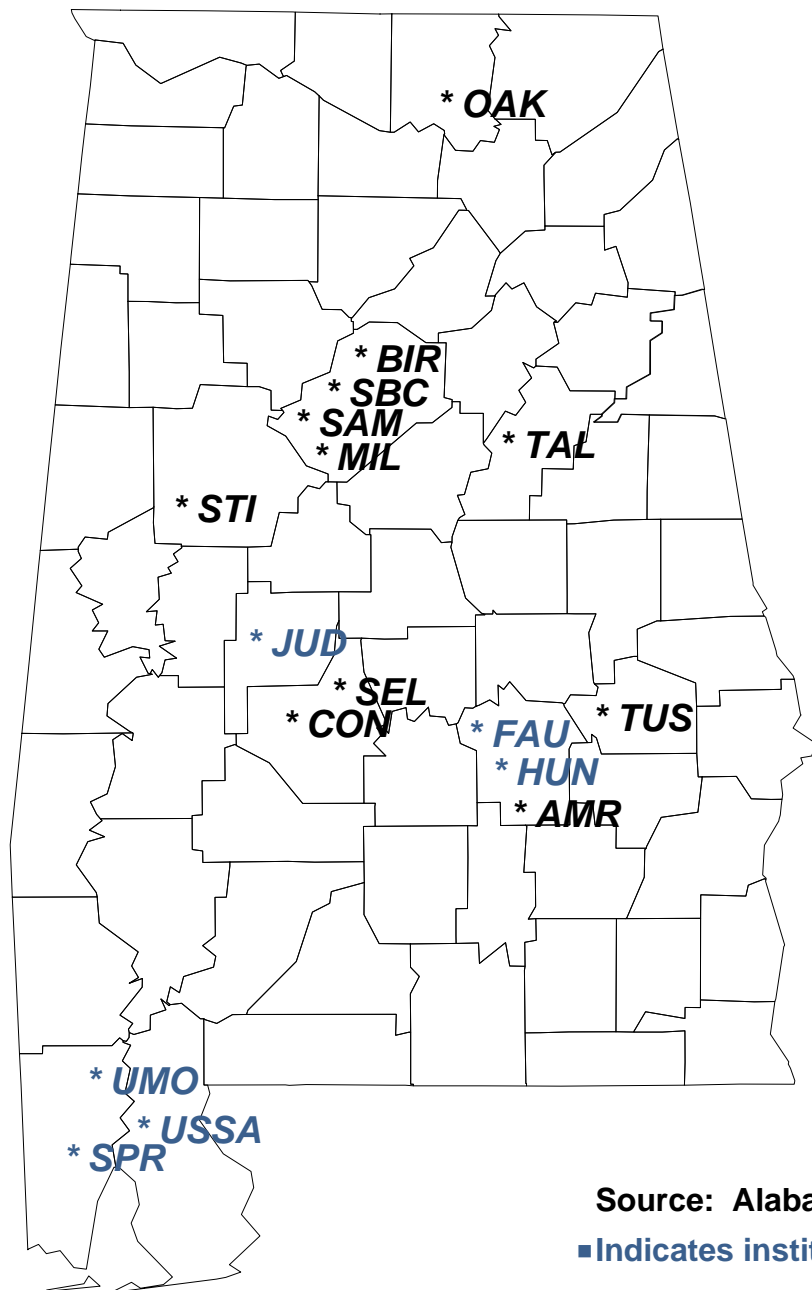 * OAK
* BIR
* SBC
* SAM
* MIL
* TAL
* STI
* JUD
* SEL
* CON
* TUS
* FAU
* HUN
* AMR
* UMO
* USSA
* SPR
Source: Alaba
■Indicates instit